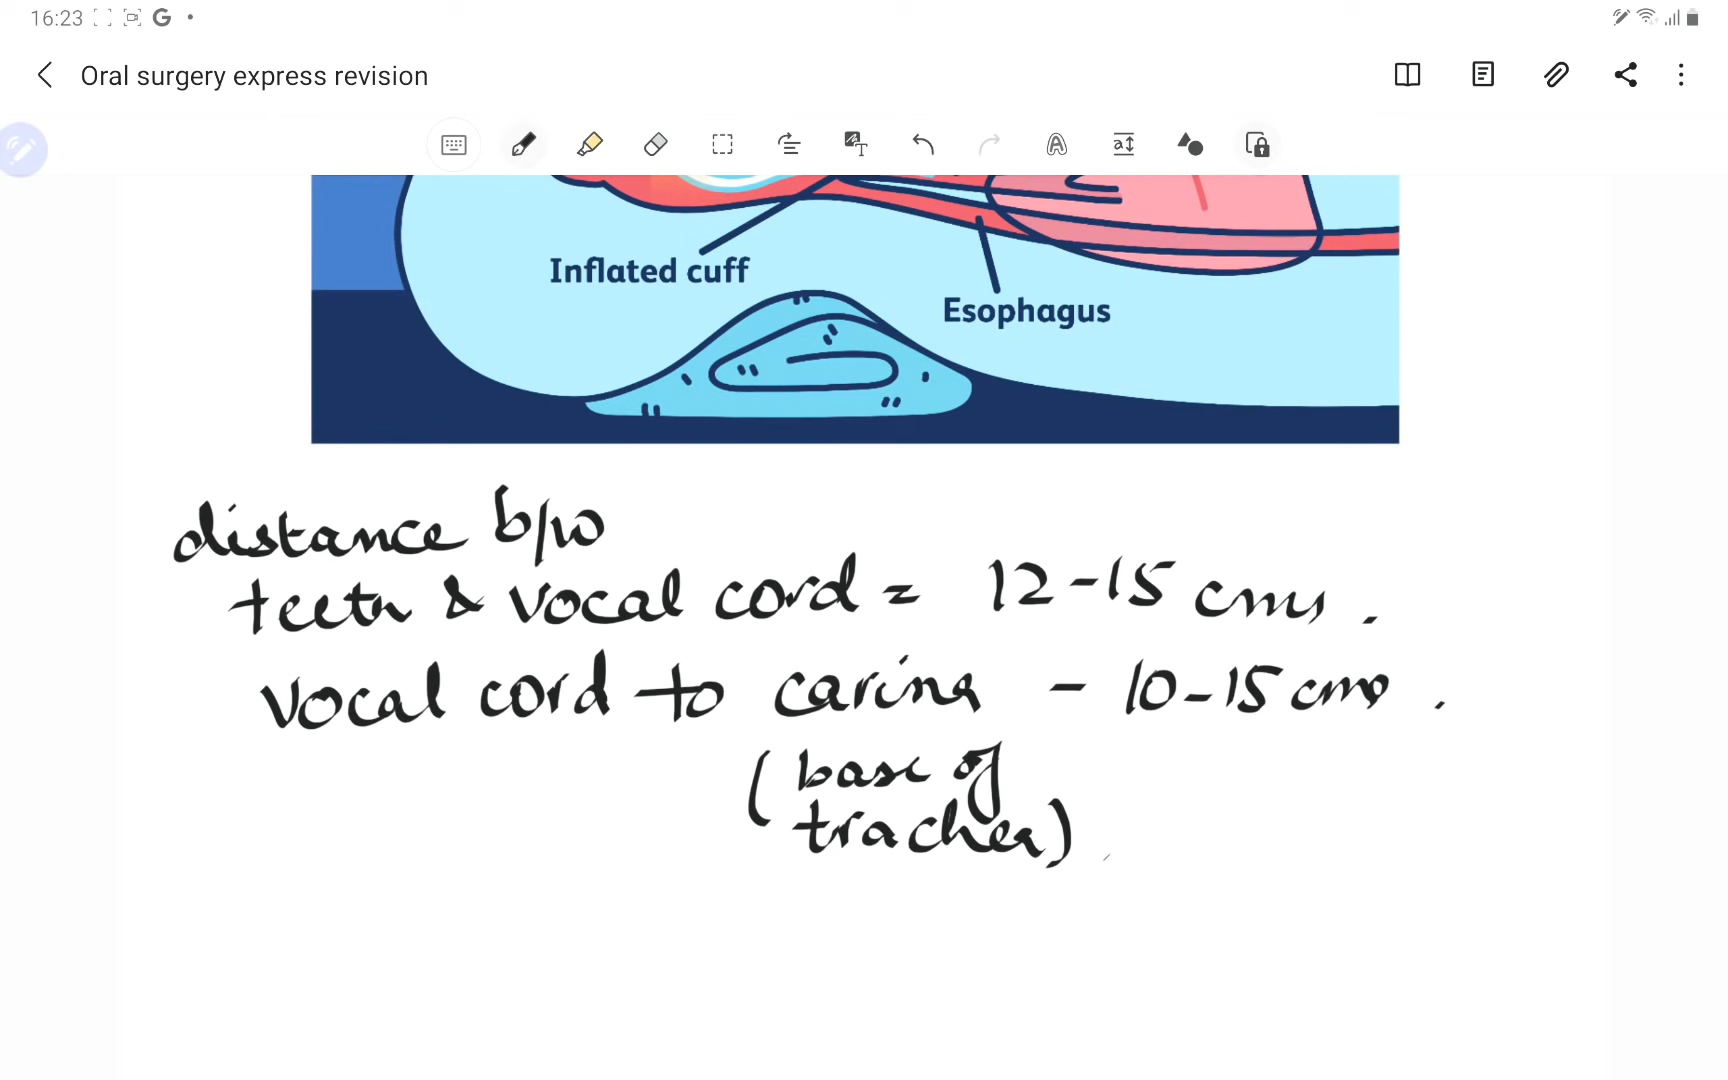 16:23
Oral surgery express revision
Inflated cuff
Esophagus
distance b/w
teeth & vocal cord = 12-15 cms.
vocal cord to carina - 10-15 cms.
(base of
trachea)